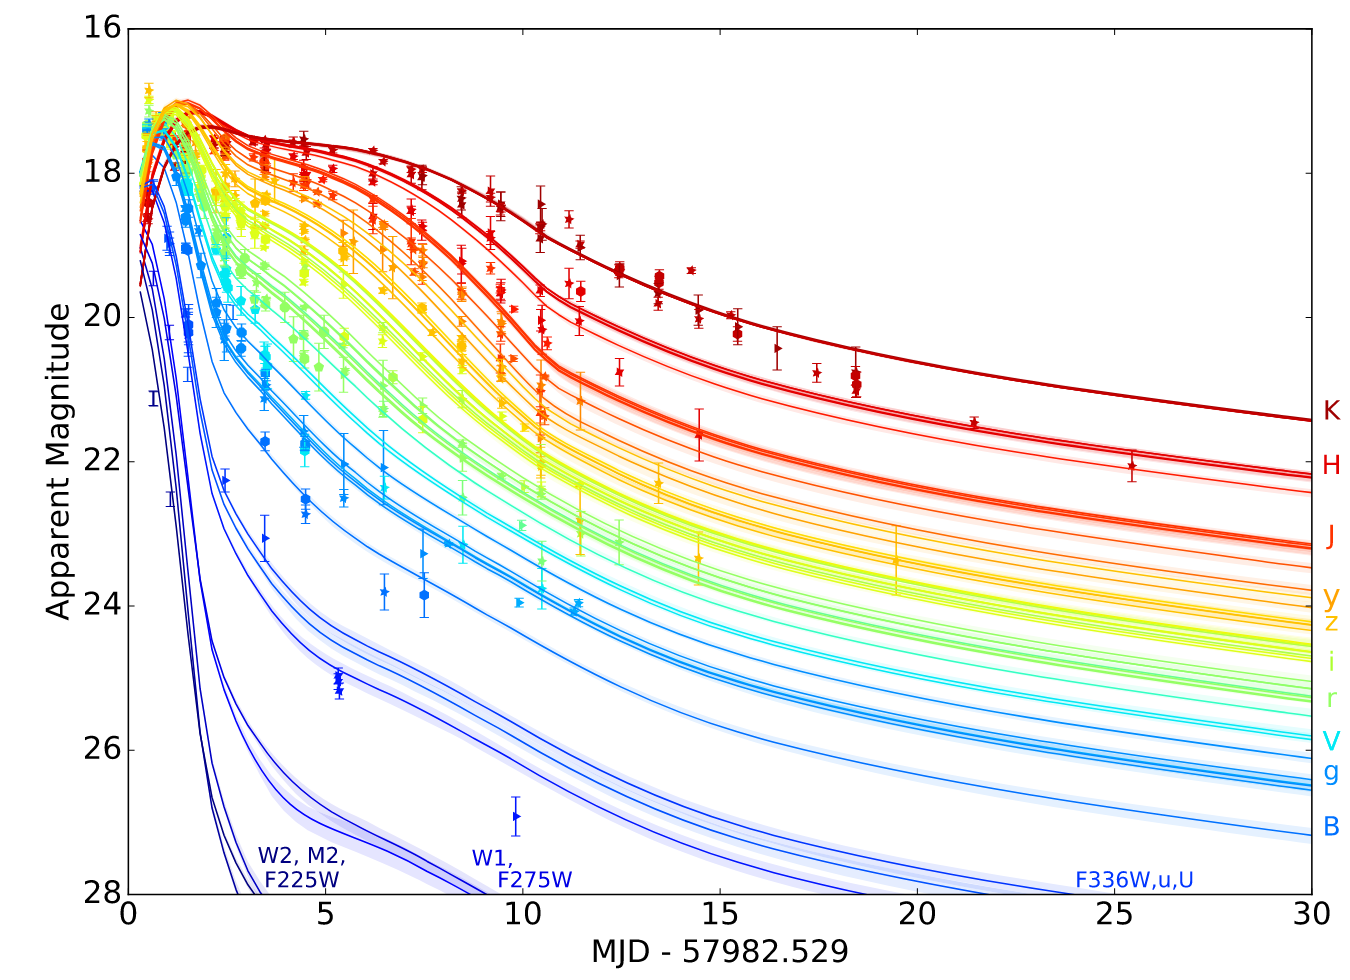 16
18
20
22
24
26
28
Apparent Magnitude
0 5 10 15 20 25 30
MJD - 57982.529
K
H
J
y
z
i
r
V
g
B
W2, M2,
F225W
W1,
F275W
F336W,u,U